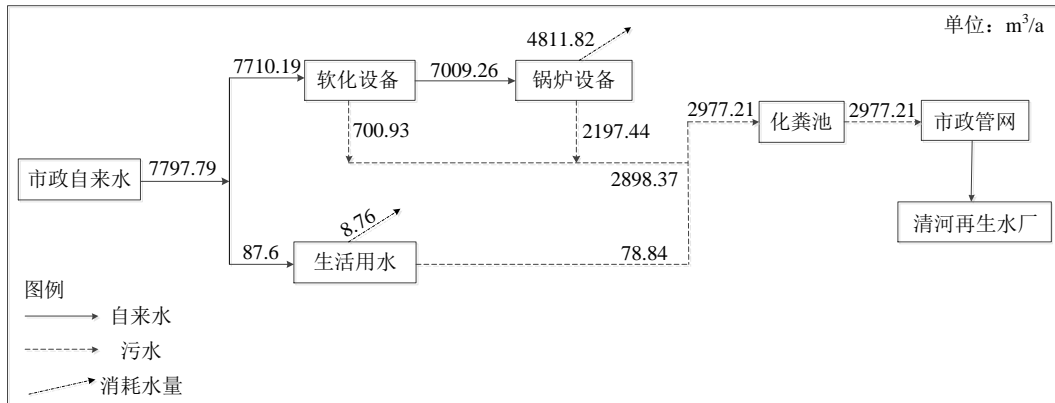 单位：m³/a
4811.82
7710.19
软化设备
7009.26
锅炉设备
700.93
2197.44
2977.21
化粪池
2977.21
市政管网
市政自来水
7797.79
2898.37
清河再生水厂
8.76
87.6
生活用水
78.84
图例
自来水
污水
消耗水量